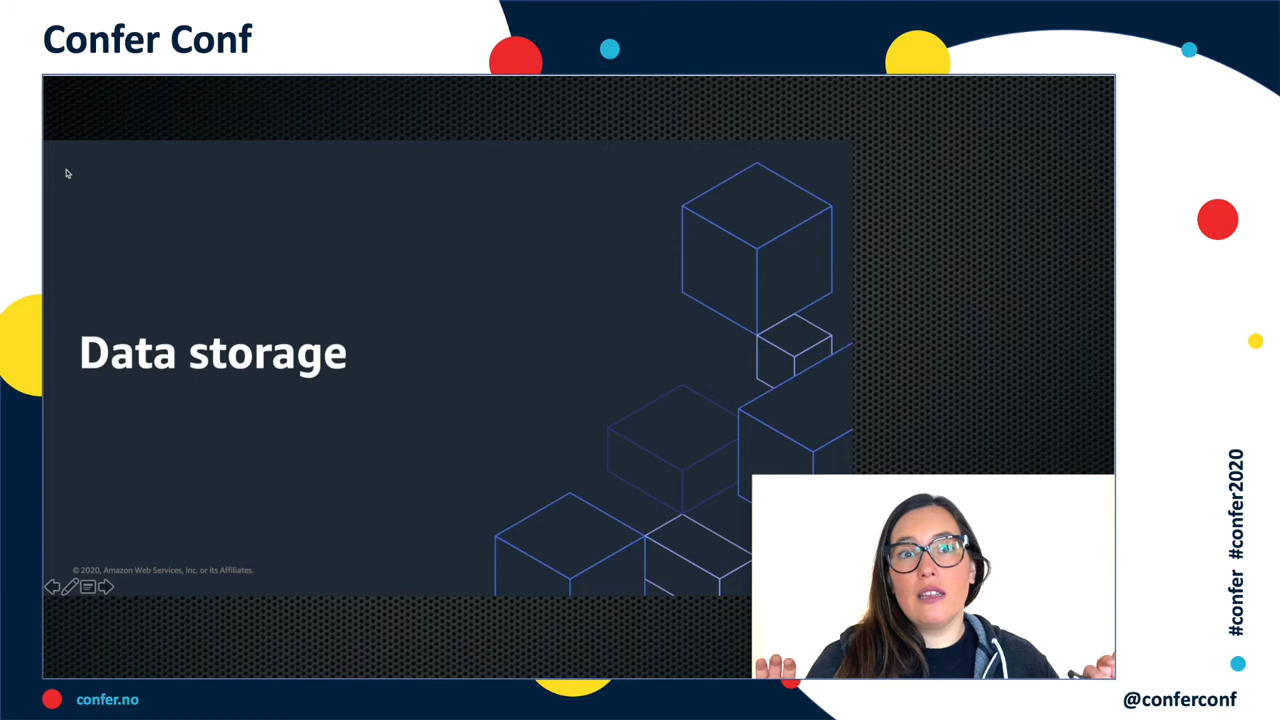 Confer Conf
Data storage
© 2020, Amazon Web Services, Inc. or its Affiliates.
#confer #confer2020
confer.no
@conferconf